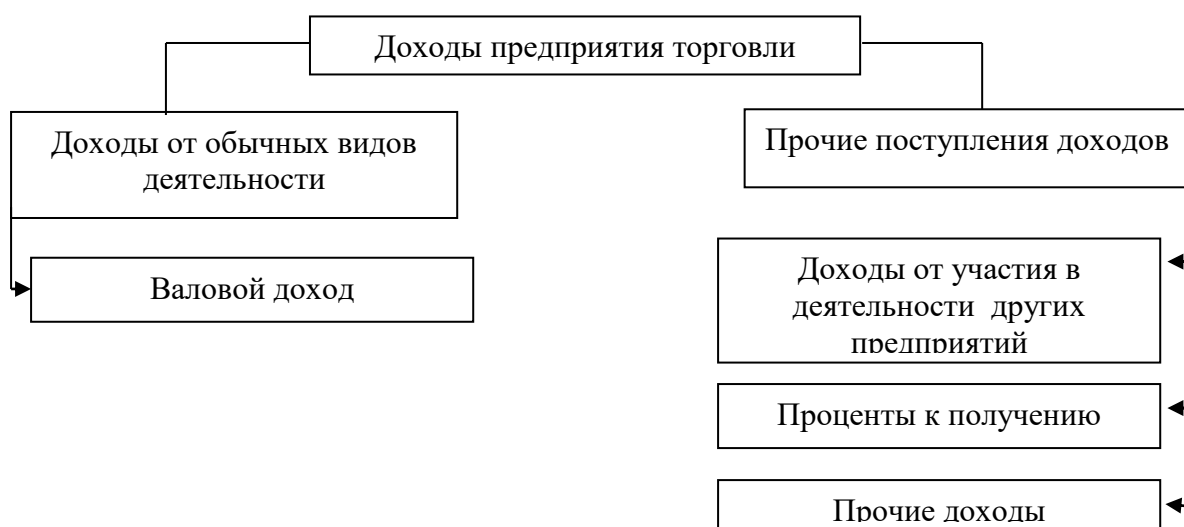 Доходы предприятия торговли
Доходы от обычных видов
деятельности
Прочие поступления доходов
Валовой доход
Доходы от участия в
деятельности других
предприятий
Проценты к получению
Прочие доходы